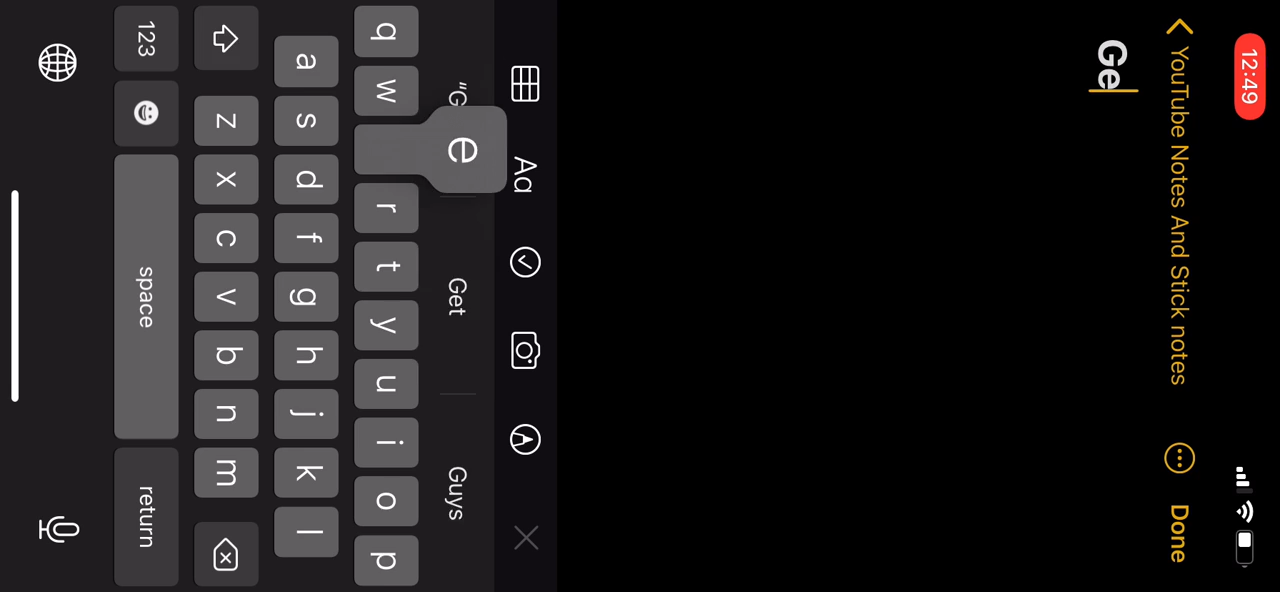 12:49
YouTube Notes And Stick notes
Done
Ge
Aa
"G
Get
Guys
q w e r t y u i o p
a s d f g h j k l
z x c v b n m
123
space
return